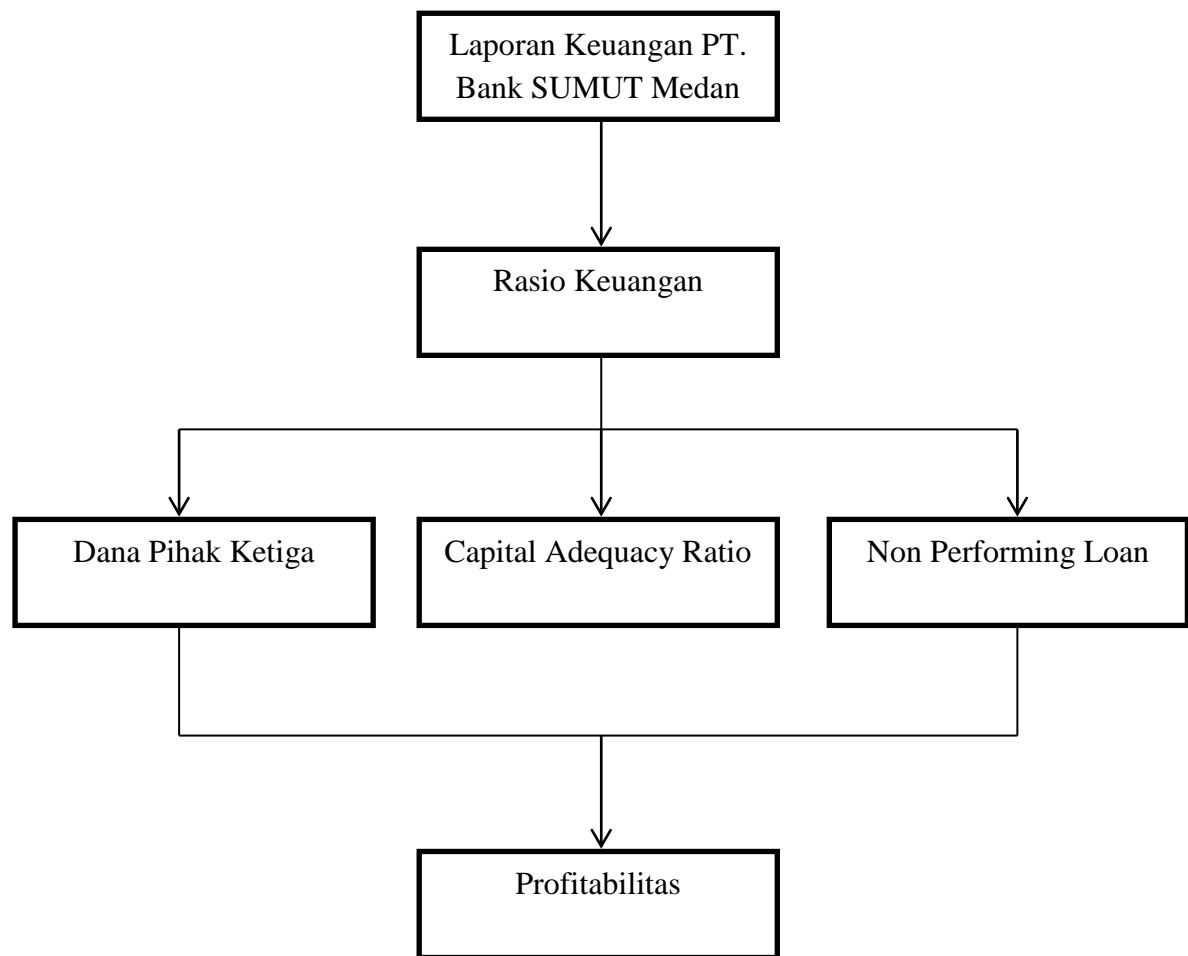 Laporan Keuangan PT.
Bank SUMUT Medan
Rasio Keuangan
Dana Pihak Ketiga
Capital Adequacy Ratio
Non Performing Loan
Profitabilitas